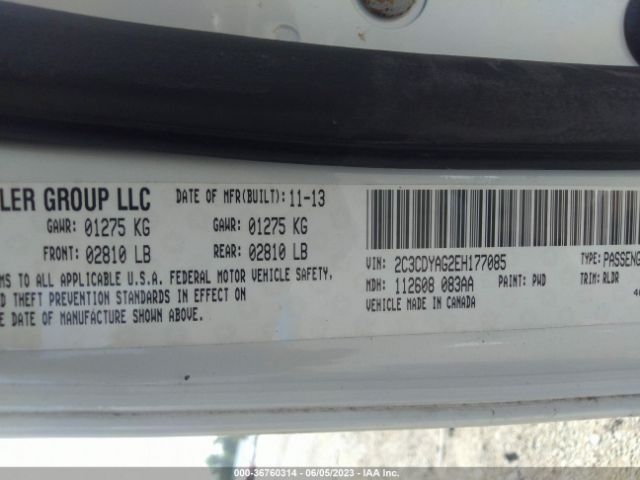 LER GROUP LLC DATE OF MFR(BUILT): 11-13
GAWR: 01275 KG GAWR: 01275 KG
FRONT: 02810 LB REAR: 02810 LB
MS TO ALL APPLICABLE U.S.A. FEDERAL MOTOR VEHICLE SAFETY,
D THEFT PREVENTION STANDARDS IN EFFECT ON
E DATE OF MANUFACTURE SHOWN ABOVE.
VIN: 2C3CDYAG2EH177085 TYPE: PASSENG
MDH: 112608 083AA PAINT: PWD TRIM: RLDR
VEHICLE MADE IN CANADA
000-36760314 - 06/05/2023 - IAA Inc.